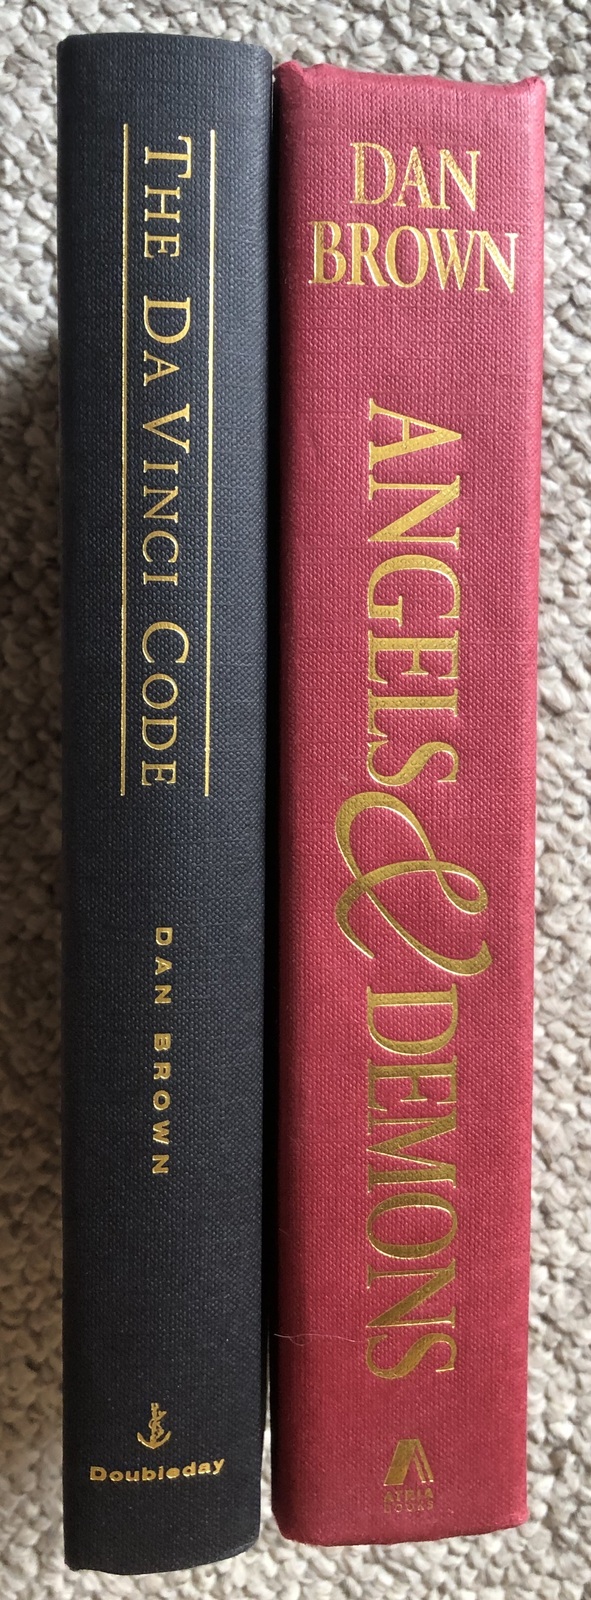 THE DA VINCI CODE
DAN BROWN
Doubleday
DAN
BROWN
ANGELS & DEMONS
ATRIA
BOOKS